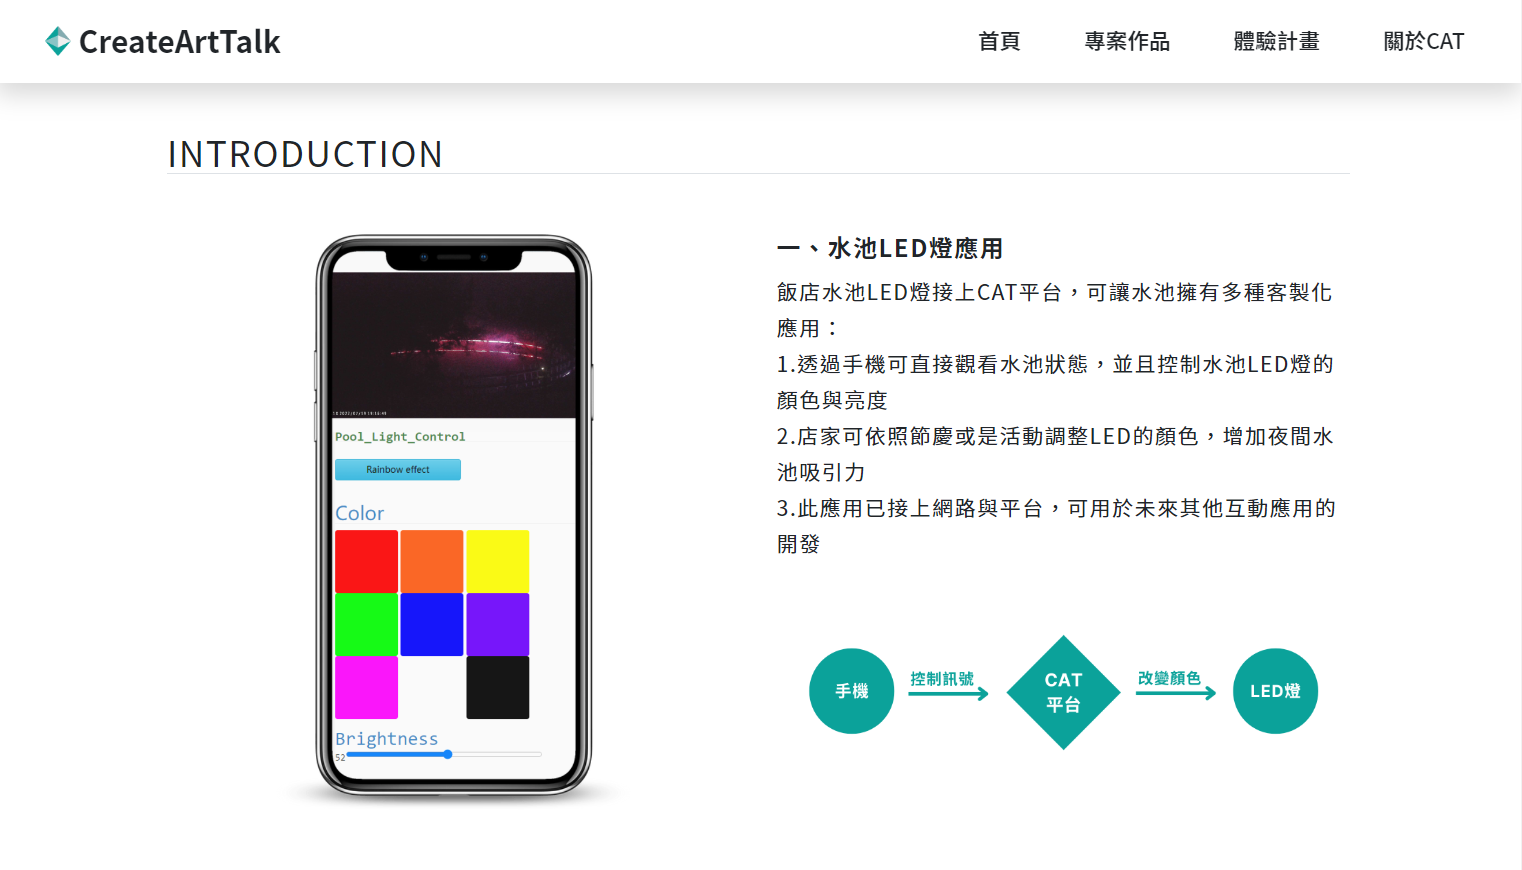 CreateArtTalk
首頁 專案作品 體驗計畫 關於CAT
INTRODUCTION
Pool_Light_Control
Rainbow effect
Color
Brightness
52
一、水池LED燈應用
飯店水池LED燈接上CAT平台，可讓水池擁有多種客製化
應用：
1.透過手機可直接觀看水池狀態，並且控制水池LED燈的
顏色與亮度
2.店家可依照節慶或是活動調整LED的顏色，增加夜間水
池吸引力
3.此應用已接上網路與平台，可用於未來其他互動應用的
開發
手機
控制訊號
CAT
平台
改變顏色
LED燈